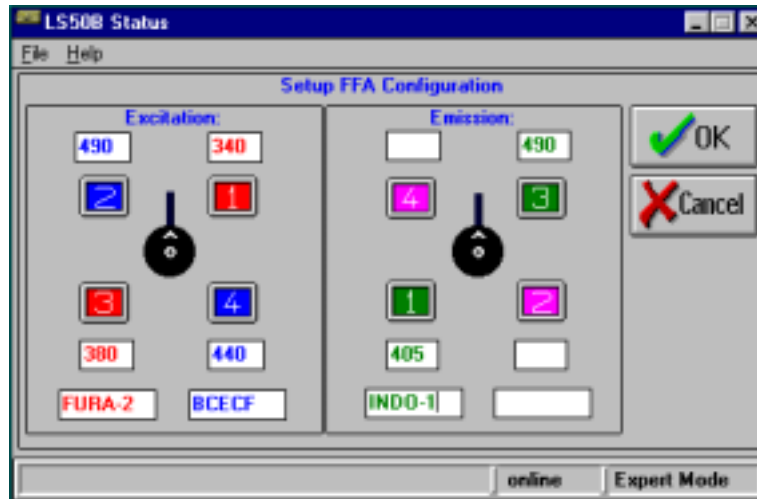 LS50B Status
File Help
Setup FFA Configuration
Excitation: Emission:
490 340 490
2 1 4 3
OK
Cancel
3 4 1 2
380 440 405
FURA-2 BCECF INDO-1
online Expert Mode